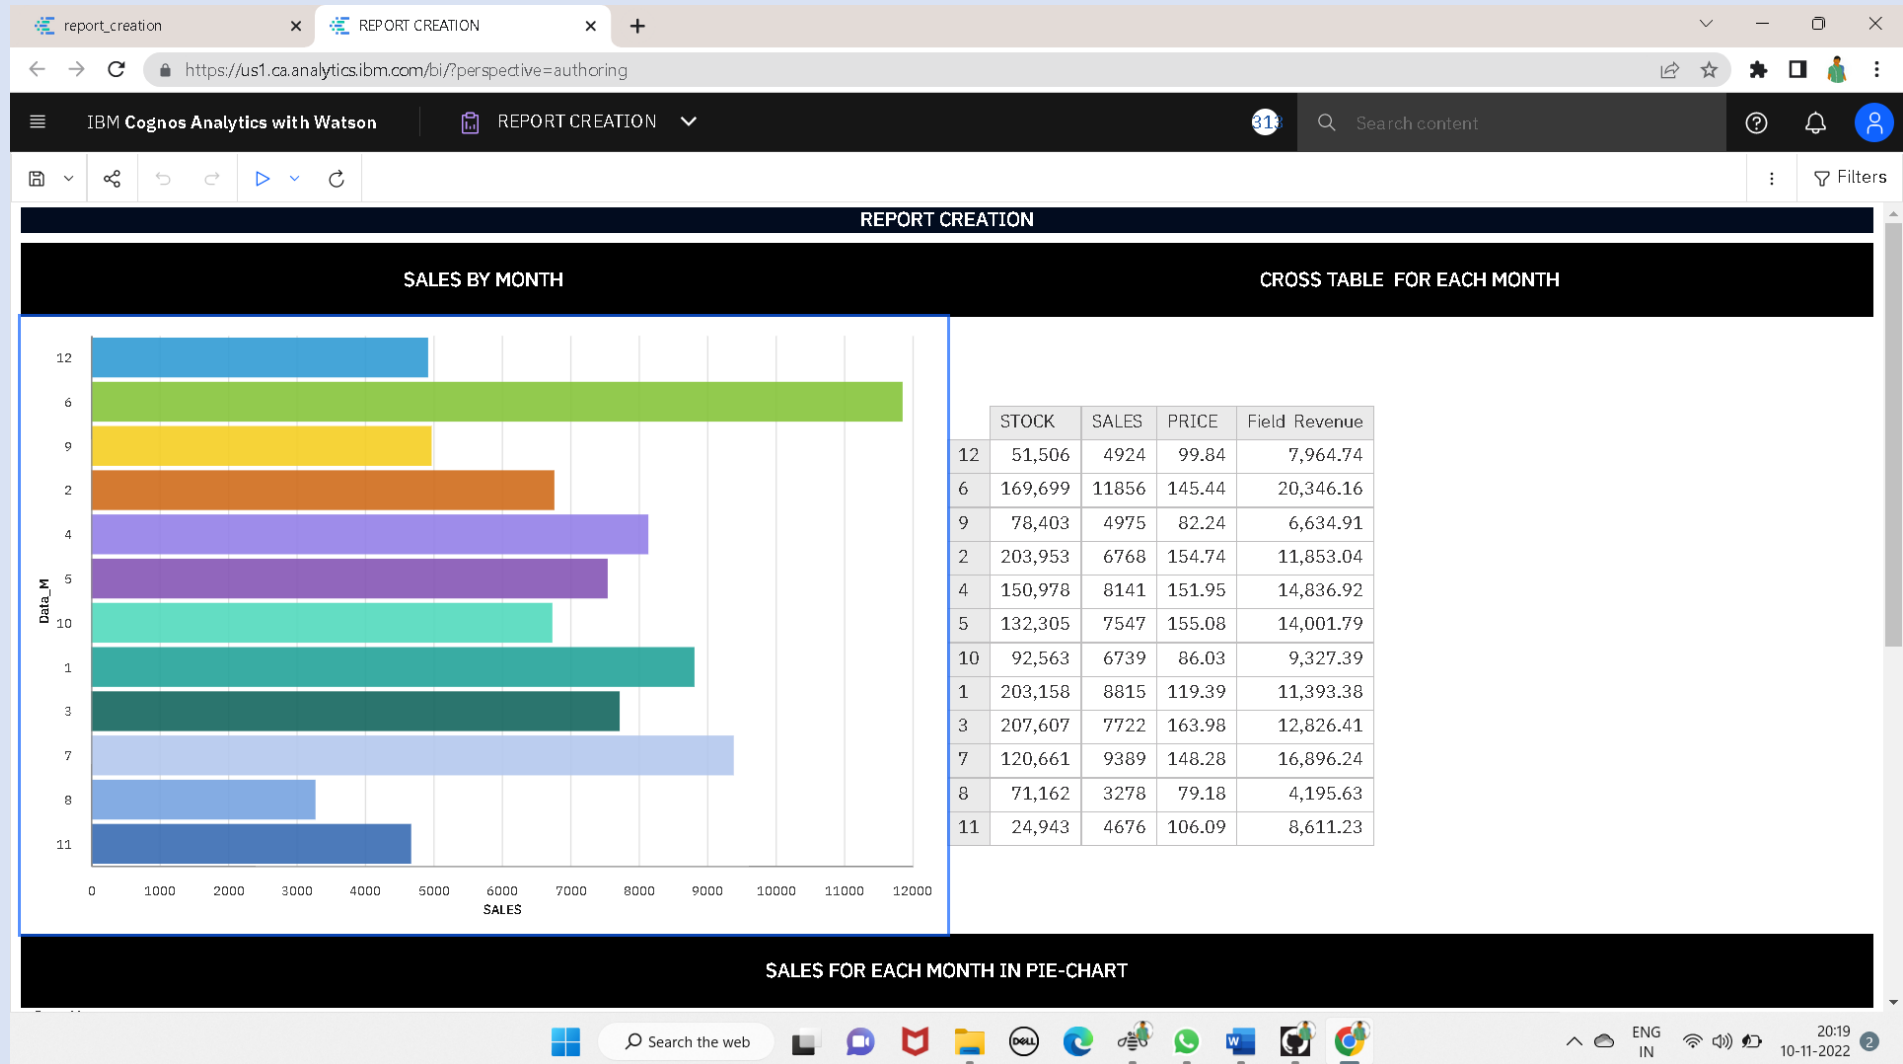 report_creation
REPORT CREATION
https://us1.ca.analytics.ibm.com/bi/?perspective=authoring
IBM Cognos Analytics with Watson
REPORT CREATION
313
Search content
Filters
REPORT CREATION
SALES BY MONTH
CROSS TABLE FOR EACH MONTH
12
6
9
2
4
5
10
1
3
7
8
11
Data_M
0 1000 2000 3000 4000 5000 6000 7000 8000 9000 10000 11000 12000
SALES
STOCK SALES PRICE Field Revenue
12 51,506 4924 99.84 7,964.74
6 169,699 11856 145.44 20,346.16
9 78,403 4975 82.24 6,634.91
2 203,953 6768 154.74 11,853.04
4 150,978 8141 151.95 14,836.92
5 132,305 7547 155.08 14,001.79
10 92,563 6739 86.03 9,327.39
1 203,158 8815 119.39 11,393.38
3 207,607 7722 163.98 12,826.41
7 120,661 9389 148.28 16,896.24
8 71,162 3278 79.18 4,195.63
11 24,943 4676 106.09 8,611.23
SALES FOR EACH MONTH IN PIE-CHART
Search the web
DELL
W
ENG
IN
20:19
10-11-2022
2